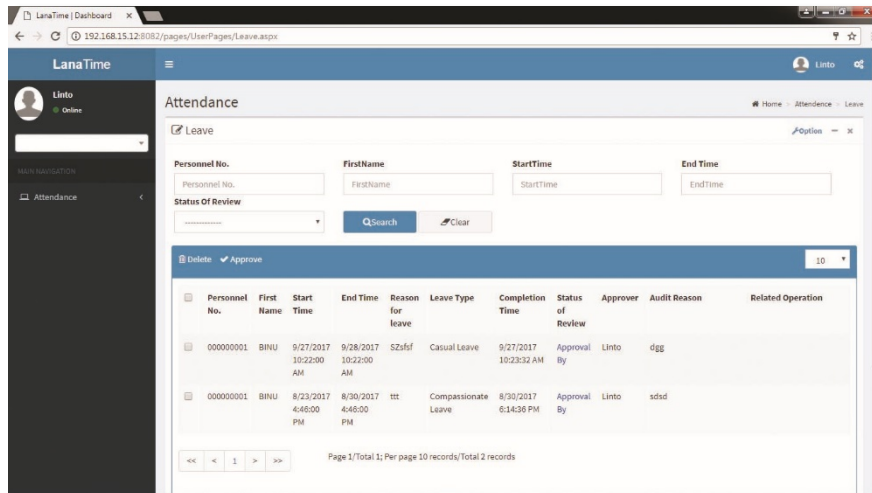 LanaTime | Dashboard
192.168.15.12:8082/pages/UserPages/Leave.aspx
LanaTime
Linto
Linto
Online
MAIN NAVIGATION
Attendance
Attendance
Home > Attendence > Leave
Leave
Option
Personnel No. FirstName StartTime End Time
Personnel No. FirstName StartTime EndTime
Status Of Review
------------- Search Clear
Delete Approve 10
Personnel No. First Name Start Time End Time Reason for leave Leave Type Completion Time Status of Review Approver Audit Reason Related Operation
000000001 BINU 9/27/2017 10:22:00 AM 9/28/2017 10:22:00 AM SZsfsf Casual Leave 9/27/2017 10:23:32 AM Approval By Linto dgg
000000001 BINU 8/23/2017 4:46:00 PM 8/30/2017 4:46:00 PM ttt Compassionate Leave 8/30/2017 6:14:36 PM Approval By Linto sdsd
<< < 1 > >> Page 1/Total 1; Per page 10 records/Total 2 records